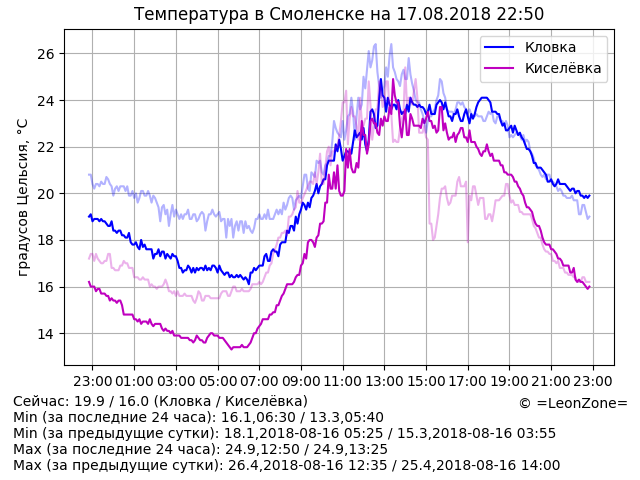 Температура в Смоленске на 17.08.2018 22:50
Кловка
Киселёвка
градусов Цельсия, °C
26
24
22
20
18
16
14
23:00 01:00 03:00 05:00 07:00 09:00 11:00 13:00 15:00 17:00 19:00 21:00 23:00
Сейчас: 19.9 / 16.0 (Кловка / Киселёвка)
© =LeonZone=
Min (за последние 24 часа): 16.1,06:30 / 13.3,05:40
Min (за предыдущие сутки): 18.1,2018-08-16 05:25 / 15.3,2018-08-16 03:55
Max (за последние 24 часа): 24.9,12:50 / 24.9,13:25
Max (за предыдущие сутки): 26.4,2018-08-16 12:35 / 25.4,2018-08-16 14:00